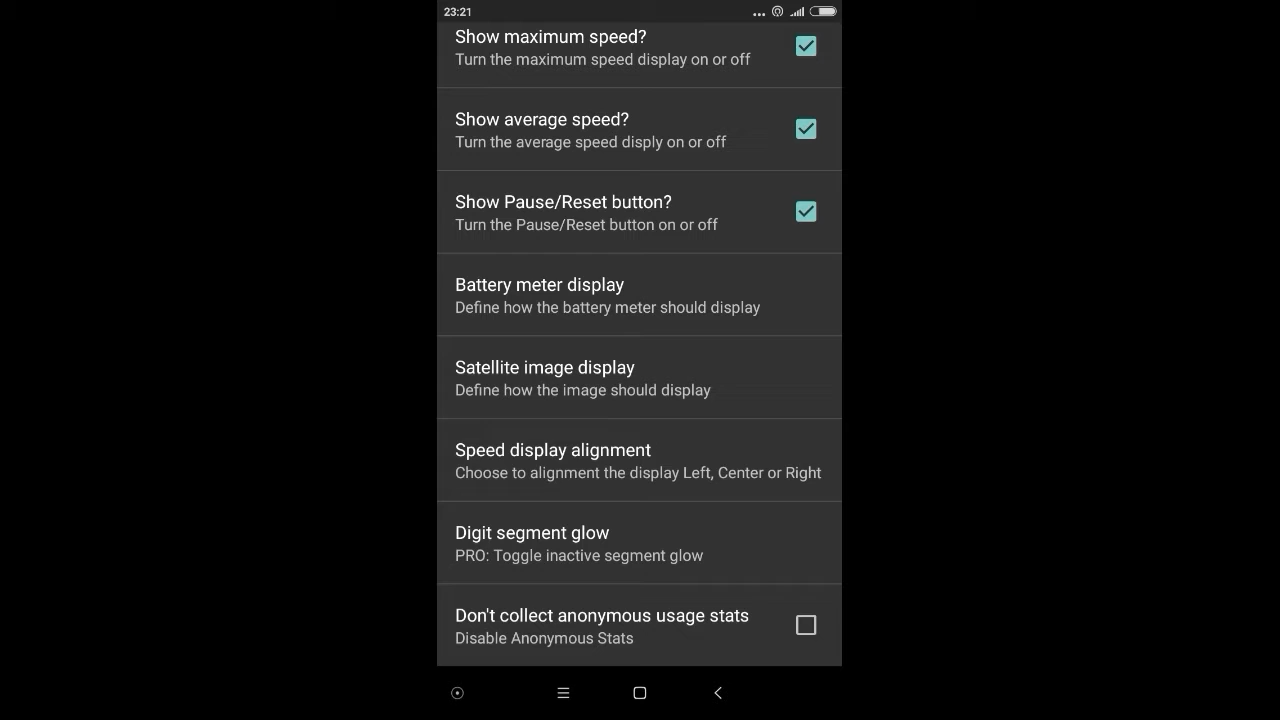 23:21
Show maximum speed?
Turn the maximum speed display on or off
Show average speed?
Turn the average speed disply on or off
Show Pause/Reset button?
Turn the Pause/Reset button on or off
Battery meter display
Define how the battery meter should display
Satellite image display
Define how the image should display
Speed display alignment
Choose to alignment the display Left, Center or Right
Digit segment glow
PRO: Toggle inactive segment glow
Don't collect anonymous usage stats
Disable Anonymous Stats